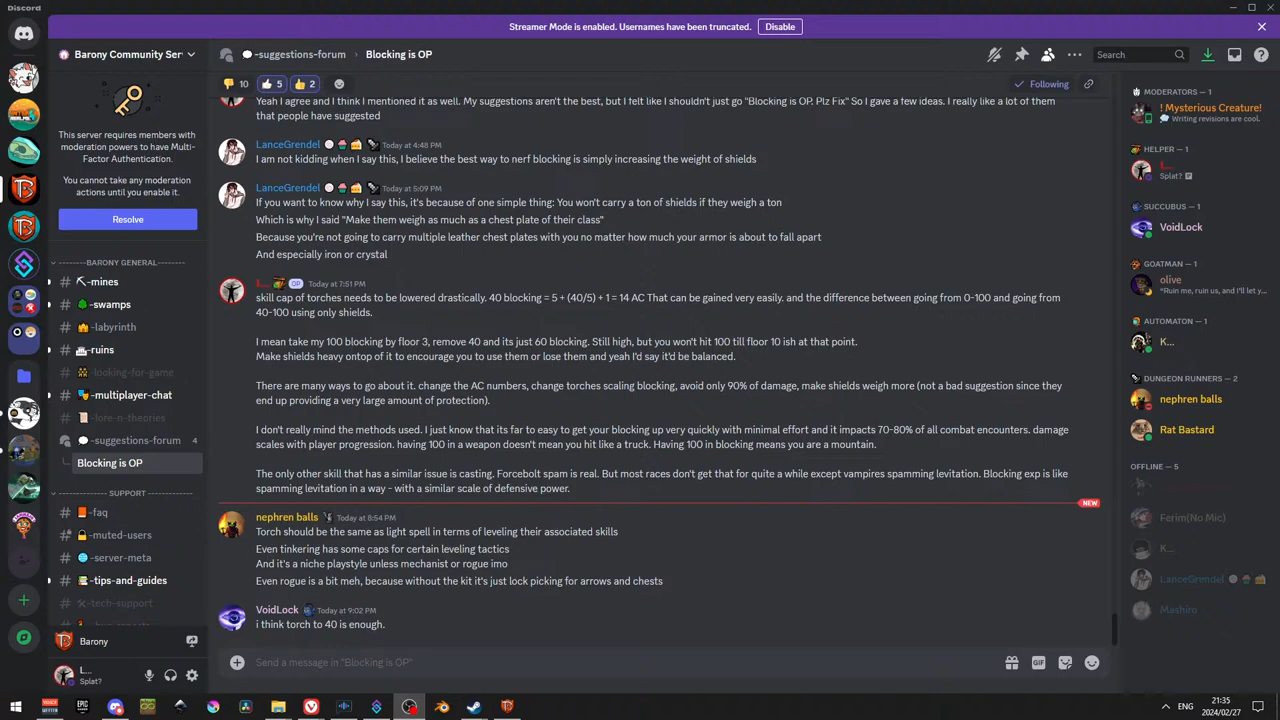 Discord
Streamer Mode is enabled. Usernames have been truncated.
Disable
Barony Community Ser
-suggestions-forum
Blocking is OP
Search
10
5
2
Following
This server requires members with
moderation powers to have Multi-
Factor Authentication.
You cannot take any moderation
actions until you enable it.
Resolve
BARONY GENERAL
-mines
-swamps
-labyrinth
-ruins
-looking-for-game
-multiplayer-chat
-lore-n-theories
-suggestions-forum
4
Blocking is OP
SUPPORT
-faq
-muted-users
-server-meta
-tips-and-guides
-tech-support
Barony
L...
Splat?
Yeah I agree and I think I mentioned it as well. My suggestions aren't the best, but I felt like I shouldn't just go "Blocking is OP. Plz Fix" So I gave a few ideas. I really like a lot of them
that people have suggested
LanceGrendel Today at 4:48 PM
I am not kidding when I say this, I believe the best way to nerf blocking is simply increasing the weight of shields
LanceGrendel Today at 5:09 PM
If you want to know why I say this, it's because of one simple thing: You won't carry a ton of shields if they weigh a ton
Which is why I said "Make them weigh as much as a chest plate of their class"
Because you're not going to carry multiple leather chest plates with you no matter how much your armor is about to fall apart
And especially iron or crystal
L... OP Today at 7:51 PM
skill cap of torches needs to be lowered drastically. 40 blocking = 5 + (40/5) + 1 = 14 AC That can be gained very easily. and the difference between going from 0-100 and going from
40-100 using only shields.
I mean take my 100 blocking by floor 3, remove 40 and its just 60 blocking. Still high, but you won't hit 100 till floor 10 ish at that point.
Make shields heavy ontop of it to encourage you to use them or lose them and yeah I'd say it'd be balanced.
There are many ways to go about it. change the AC numbers, change torches scaling blocking, avoid only 90% of damage, make shields weigh more (not a bad suggestion since they
end up providing a very large amount of protection).
I don't really mind the methods used. I just know that its far to easy to get your blocking up very quickly with minimal effort and it impacts 70-80% of all combat encounters. damage
scales with player progression. having 100 in a weapon doesn't mean you hit like a truck. Having 100 in blocking means you are a mountain.
The only other skill that has a similar issue is casting. Forcebolt spam is real. But most races don't get that for quite a while except vampires spamming levitation. Blocking exp is like
spamming levitation in a way - with a similar scale of defensive power.
NEW
nephren balls Today at 8:54 PM
Torch should be the same as light spell in terms of leveling their associated skills
Even tinkering has some caps for certain leveling tactics
And it's a niche playstyle unless mechanist or rogue imo
Even rogue is a bit meh, because without the kit it's just lock picking for arrows and chests
VoidLock Today at 9:02 PM
i think torch to 40 is enough.
Send a message in "Blocking is OP"
GIF
MODERATORS — 1
! Mysterious Creature!
Writing revisions are cool.
HELPER — 1
L...
Splat?
SUCCUBUS — 1
VoidLock
GOATMAN — 1
olive
"Ruin me, ruin us, and I'll let y...
AUTOMATON — 1
K...
DUNGEON RUNNERS — 2
nephren balls
Rat Bastard
OFFLINE — 5
Ferim(No Mic)
K...
LanceGrendel
Mashiro
ENG
21:35
2024/02/27